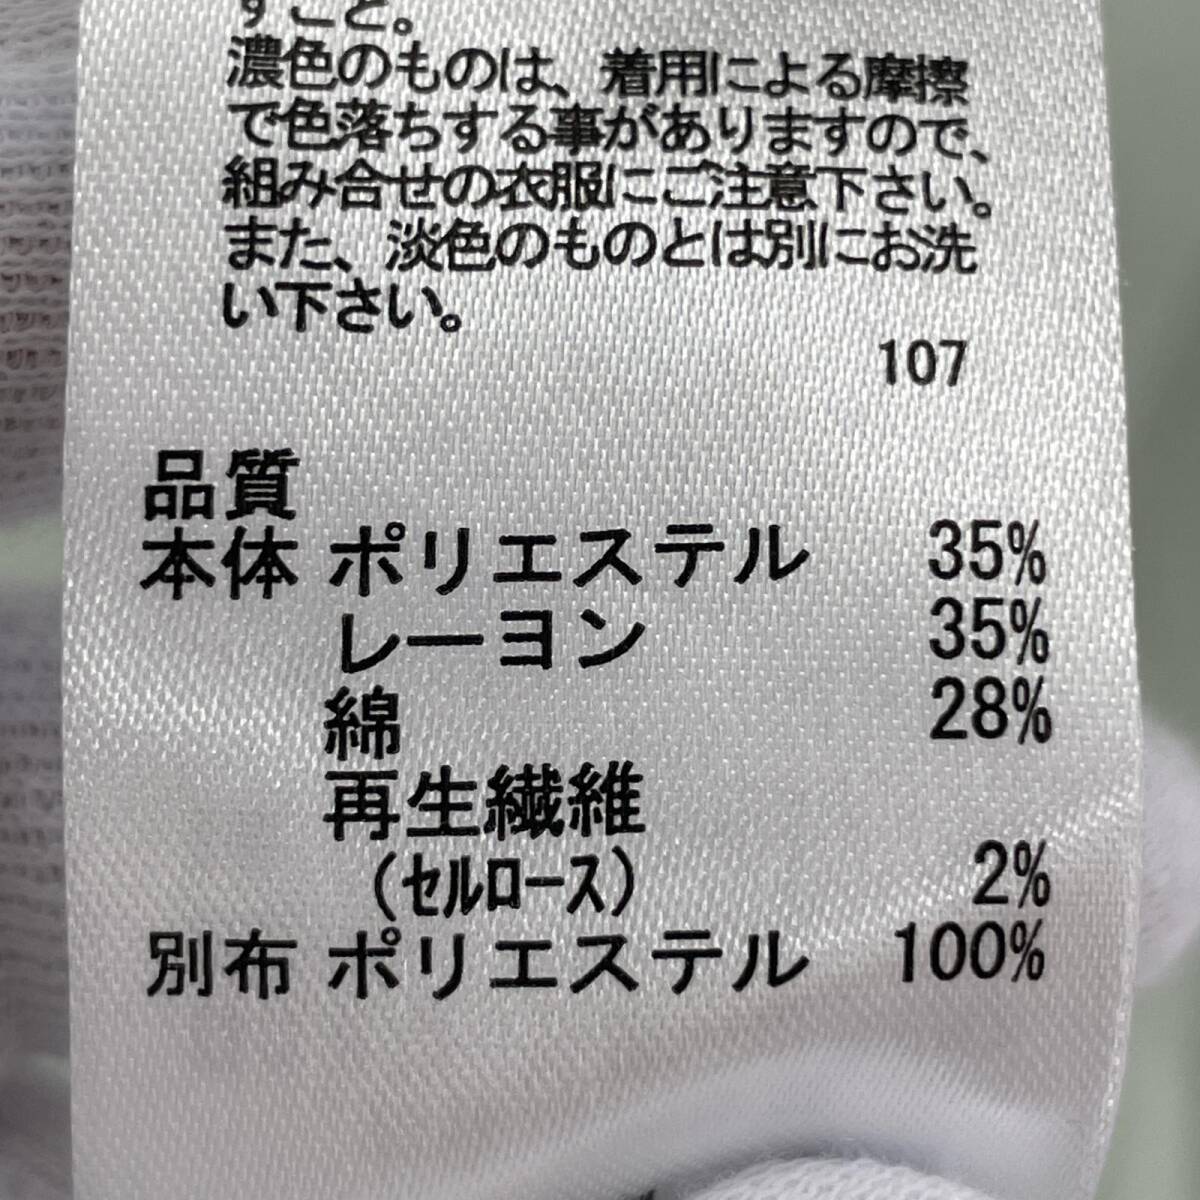 すこと。
濃色のものは、着用による摩擦
で色落ちする事がありますので、
組み合せの衣服にご注意下さい。
また、淡色のものとは別にお洗
い下さい。
107
品質
本体 ポリエステル 35%
レーヨン 35%
綿 28%
再生繊維
(セルロース) 2%
別布 ポリエステル 100%